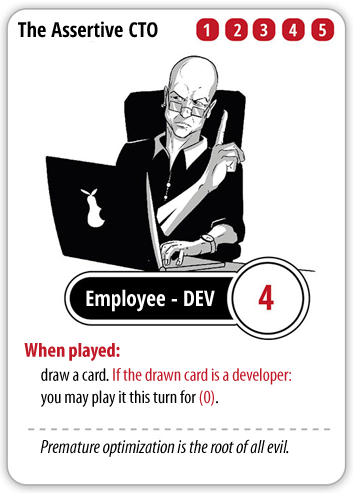 The Assertive CTO 1 2 3 4 5
Employee - DEV 4
When played:
draw a card. If the drawn card is a developer:
you may play it this turn for (0).
Premature optimization is the root of all evil.